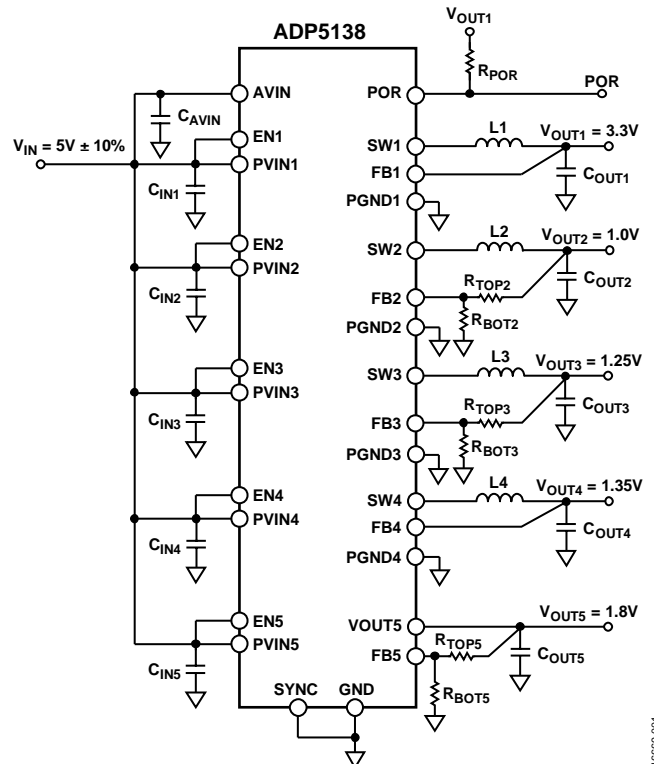 ADP5138
VOUT1
RPOR
POR
POR
AVIN
CAVIN
EN1
VIN = 5V ± 10%
PVIN1
CIN1
SW1
L1
VOUT1 = 3.3V
FB1
COUT1
PGND1
EN2
PVIN2
CIN2
SW2
L2
VOUT2 = 1.0V
RTOP2
COUT2
FB2
RBOT2
PGND2
EN3
PVIN3
CIN3
SW3
L3
VOUT3 = 1.25V
RTOP3
COUT3
FB3
RBOT3
PGND3
EN4
PVIN4
CIN4
SW4
L4
VOUT4 = 1.35V
FB4
COUT4
PGND4
EN5
PVIN5
CIN5
VOUT5
VOUT5 = 1.8V
RTOP5
FB5
COUT5
RBOT5
SYNC
GND